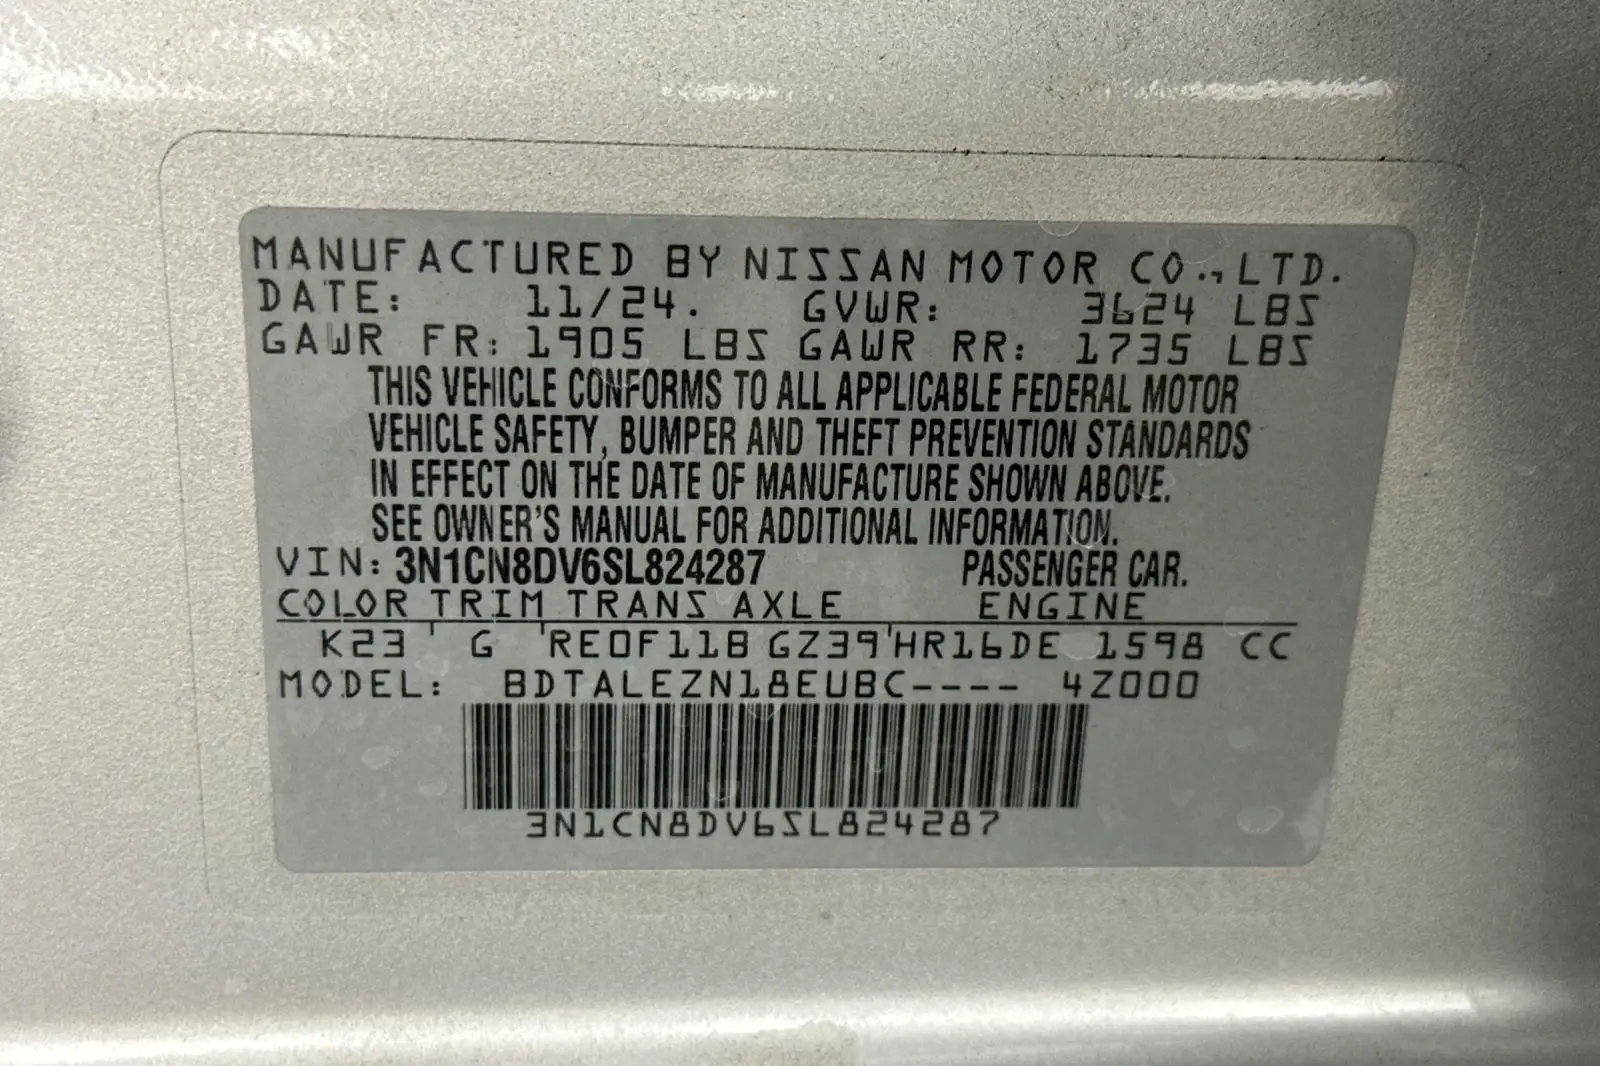 MANUFACTURED BY NISSAN MOTOR CO.,LTD.
DATE: 11/24. GVWR: 3624 LBS
GAWR FR: 1905 LBS GAWR RR: 1735 LBS
THIS VEHICLE CONFORMS TO ALL APPLICABLE FEDERAL MOTOR
VEHICLE SAFETY, BUMPER AND THEFT PREVENTION STANDARDS
IN EFFECT ON THE DATE OF MANUFACTURE SHOWN ABOVE.
SEE OWNER'S MANUAL FOR ADDITIONAL INFORMATION.
VIN: 3N1CN8DV6SL824287 PASSENGER CAR.
COLOR TRIM TRANS AXLE ENGINE
K23 ' G 'RE0F11B GZ39'HR16DE 1598 CC
MODEL: BDTALEZN18EUBC---- 4Z000
3N1CN8DV6SL824287